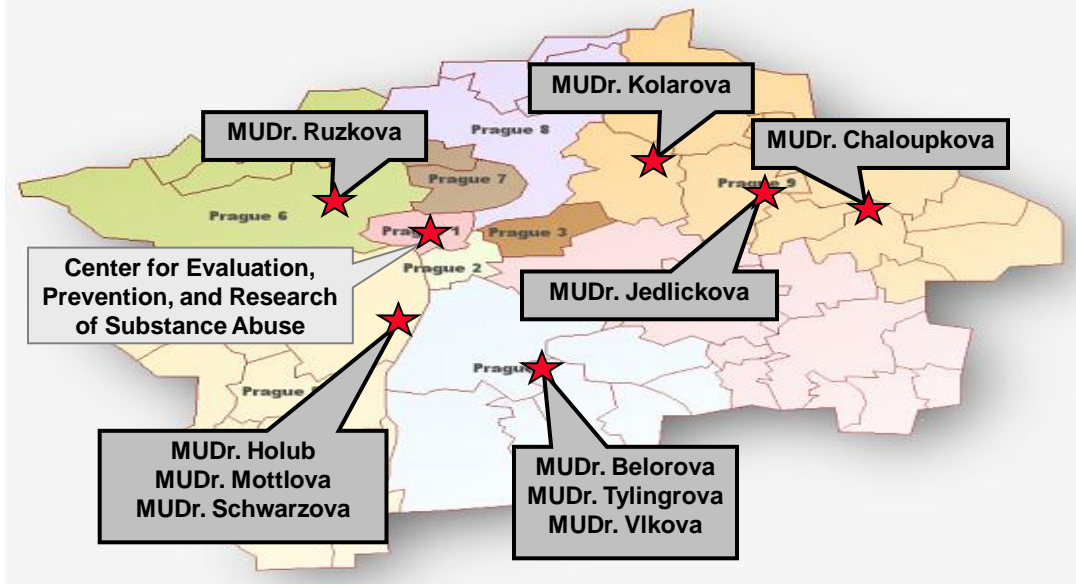 MUDr. Kolarova
MUDr. Ruzkova
Prague 8
MUDr. Chaloupkova
Prague 7
Prague 9
Prague 6
Prague 3
Center for Evaluation,
Prevention, and Research
of Substance Abuse
Prague 2
MUDr. Jedlickova
Prague
Prague
MUDr. Holub
MUDr. Mottlova
MUDr. Schwarzova
MUDr. Belorova
MUDr. Tylingrova
MUDr. Vlkova